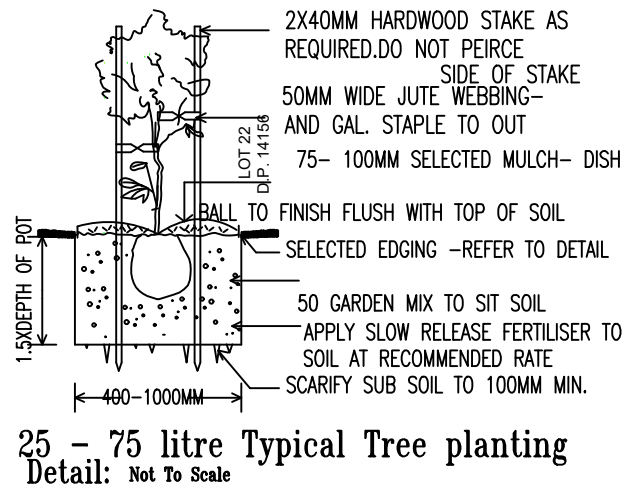 2X40MM HARDWOOD STAKE AS
REQUIRED.DO NOT PEIRCE
SIDE OF STAKE
50MM WIDE JUTE WEBBING-
AND GAL. STAPLE TO OUT
75- 100MM SELECTED MULCH- DISH
LOT 22
D.P. 14156
BALL TO FINISH FLUSH WITH TOP OF SOIL
SELECTED EDGING -REFER TO DETAIL
1.5XDEPTH OF POT
50 GARDEN MIX TO SIT SOIL
APPLY SLOW RELEASE FERTILISER TO
SOIL AT RECOMMENDED RATE
SCARIFY SUB SOIL TO 100MM MIN.
400-1000MM
25 - 75 litre Typical Tree planting
Detail: Not To Scale